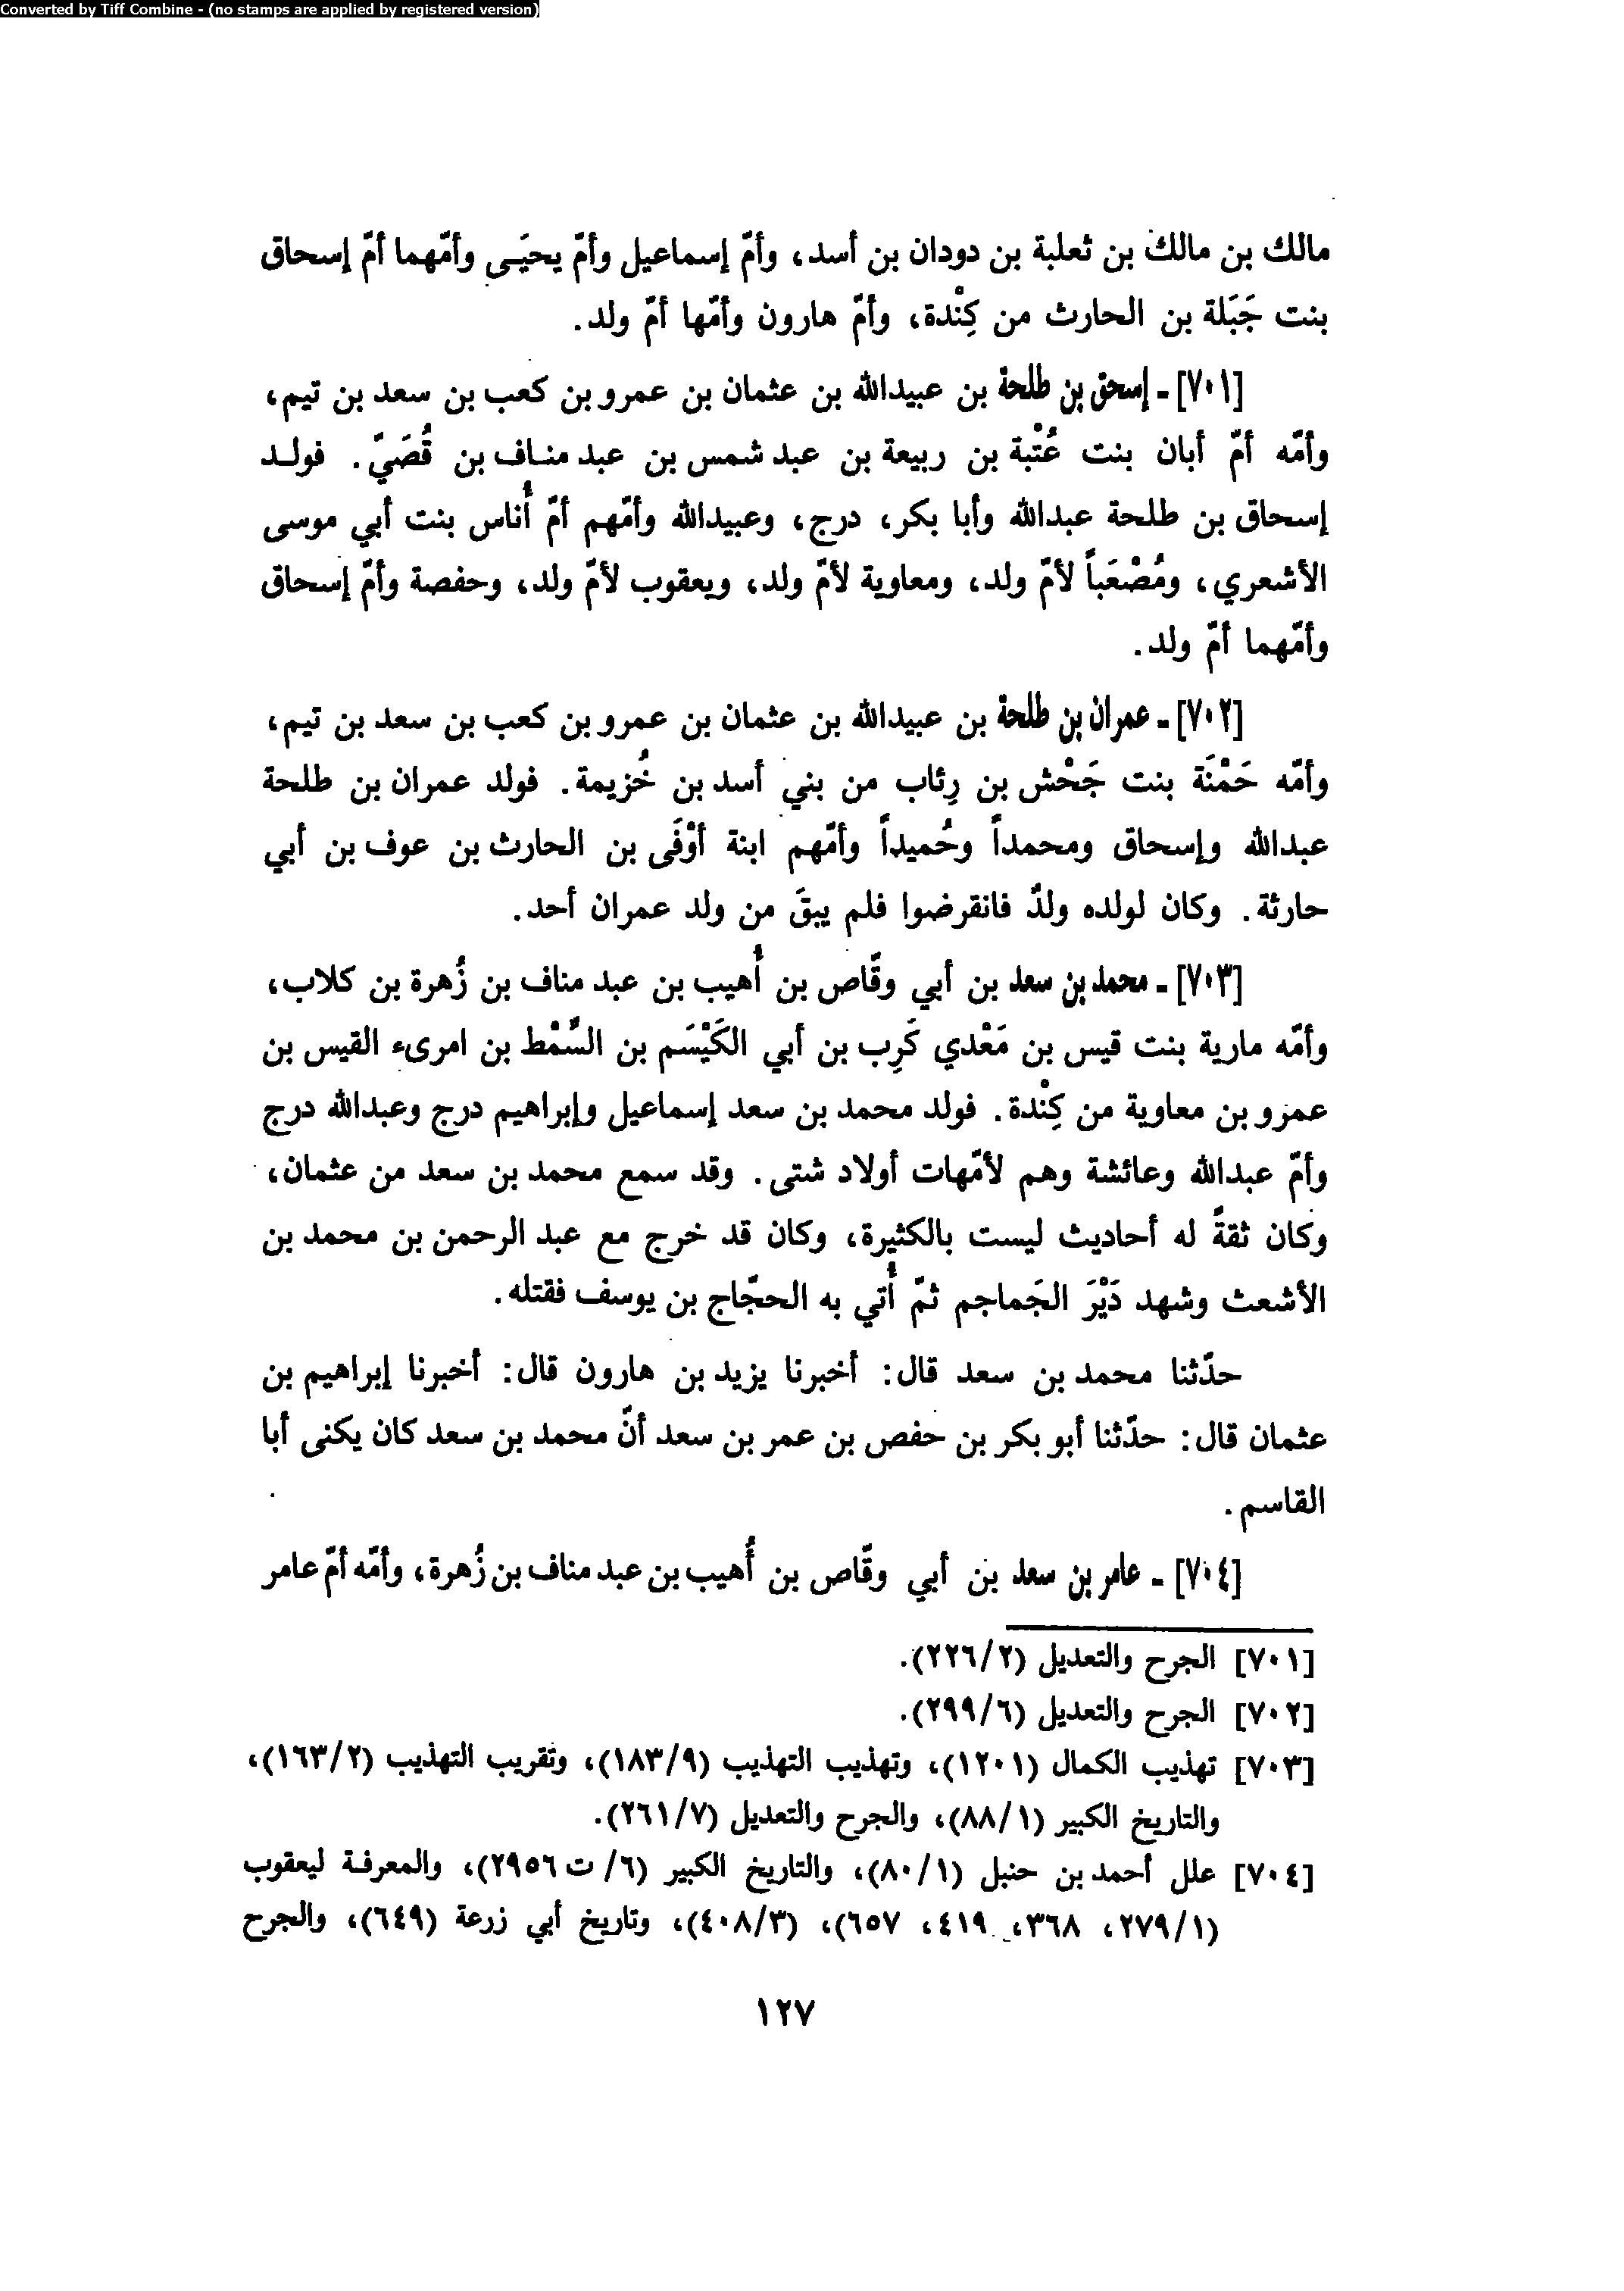 Converted by Tiff Combine - (no stamps are applied by registered version)
مالك بن مالك بن ثعلبة بن دودان بن أسد، وأمّ إسماعيل وأمّ يحيَـى وأمّهما أمّ إسحاق
بنت جَبَلة بن الحارث من كِنْدة، وأمّ هارون وأمّها أمّ ولد.
[٧٠١] ـ إسحق بن طلحة بن عبيدالله بن عثمان بن عمرو بن كعب بن سعد بن تيم،
وأمّه أمّ أبان بنت عُتْبة بن ربيعة بن عبد شمس بن عبد منـاف بن قُصَيّ. فولـد
إسحاق بن طلحة عبدالله وأبا بكر، درج، وعبيدالله وأمّهم أمّ أُناس بنت أبي موسى
الأشعري، ومُصْعَباً لأمّ ولد، ومعاوية لأمّ ولد، ويعقوب لأمّ ولد، وحفصة وأمّ إسحاق
وأمّهما أمّ ولد.
[٧٠٢] ـ عمران بن طلحة بن عبيدالله بن عثمان بن عمرو بن كعب بن سعد بن تيم،
وأمّه حَمْنَة بنت جَحْش بن رِئاب من بني أسد بن خُزيمة. فولد عمران بن طلحة
عبدالله وإسحاق ومحمداً وحُميداً وأمّهم ابنة أوْفَى بن الحارث بن عوف بن أبي
حارثة. وكان لولده ولدٌ فانقرضوا فلم يبقَ من ولد عمران أحد.
[٧٠٣] ـ محمد بن سعد بن أبي وقّاص بن أُهيب بن عبد مناف بن زُهرة بن كلاب،
وأمّه مارية بنت قيس بن مَعْدي كَرِب بن أبي الكَيْسَم بن السِّمْط بن امرىء القيس بن
عمرو بن معاوية من كِنْدة. فولد محمد بن سعد إسماعيل وإبراهيم درج وعبدالله درج
وأمّ عبدالله وعائشة وهم لأمّهات أولاد شتى. وقد سمع محمد بن سعد من عثمان،
وكان ثقةً له أحاديث ليست بالكثيرة، وكان قد خرج مع عبد الرحمن بن محمد بن
الأشعث وشهد دَيْرَ الجَماجم ثمّ أُتي به الحجّاج بن يوسف فقتله.
حدّثنا محمد بن سعد قال: أخبرنا يزيد بن هارون قال: أخبرنا إبراهيم بن
عثمان قال: حدّثنا أبو بكر بن حفص بن عمر بن سعد أنّ محمد بن سعد كان يكنى أبا
القاسم.
[٧٠٤] ـ عامر بن سعد بن أبي وقّاص بن أُهيب بن عبد مناف بن زُهرة، وأمّه أمّ عامر
[٧٠١] الجرح والتعديل (٢٢٦/٢).
[٧٠٢] الجرح والتعديل (٢٩٩/٦).
[٧٠٣] تهذيب الكمال (١٢٠١)، وتهذيب التهذيب (١٨٣/٩)، وتقريب التهذيب (١٦٣/٢)،
والتاريخ الكبير (٨٨/١)، والجرح والتعديل (٢٦١/٧).
[٧٠٤] علل أحمد بن حنبل (٨٠/١)، والتاريخ الكبير (٦/ ت ٢٩٥٦)، والمعرفـة ليعقوب
(٢٧٩/١، ٣٦٨، ٤١٩، ٦٥٧)، (٤٠٨/٣)، وتاريخ أبي زرعة (٦٤٩)، والجرح
١٢٧